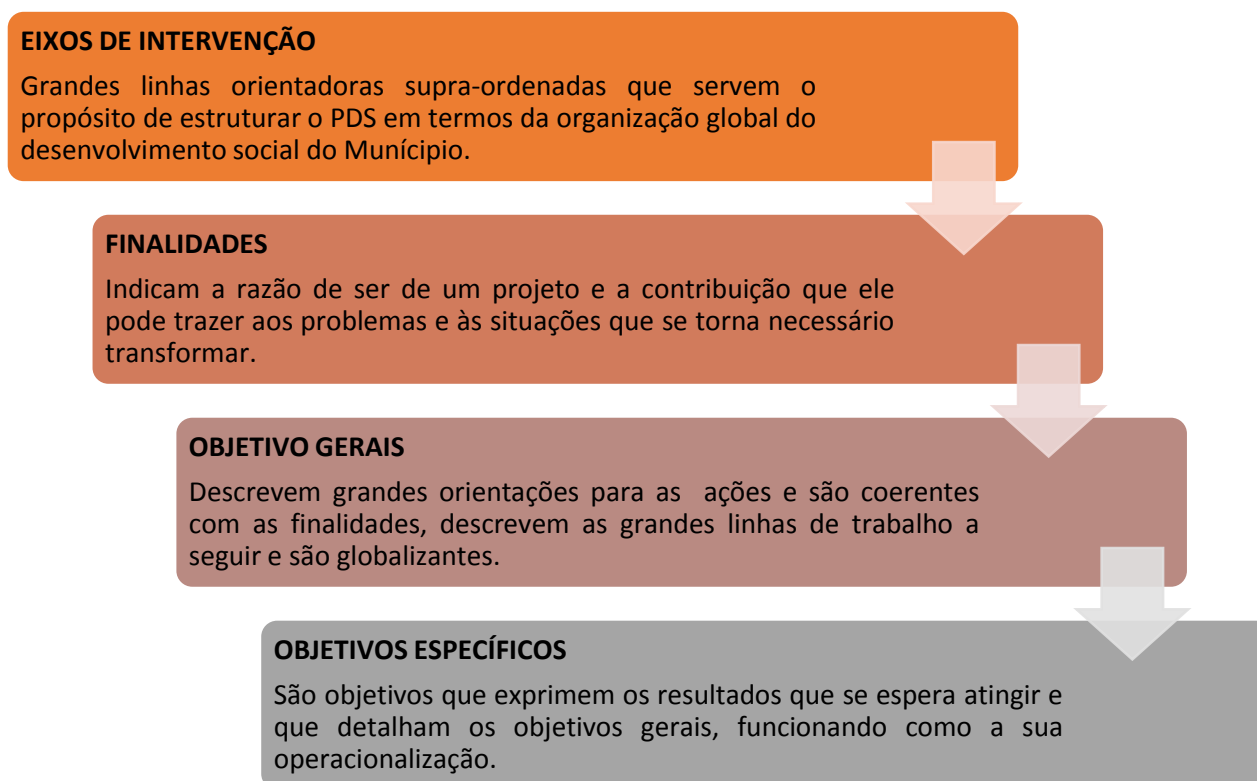 EIXOS DE INTERVENÇÃO
Grandes linhas orientadoras supra-ordenadas que servem o
propósito de estruturar o PDS em termos da organização global do
desenvolvimento social do Munícipio.
FINALIDADES
Indicam a razão de ser de um projeto e a contribuição que ele
pode trazer aos problemas e às situações que se torna necessário
transformar.
OBJETIVO GERAIS
Descrevem grandes orientações para as ações e são coerentes
com as finalidades, descrevem as grandes linhas de trabalho a
seguir e são globalizantes.
OBJETIVOS ESPECÍFICOS
São objetivos que exprimem os resultados que se espera atingir e
que detalham os objetivos gerais, funcionando como a sua
operacionalização.